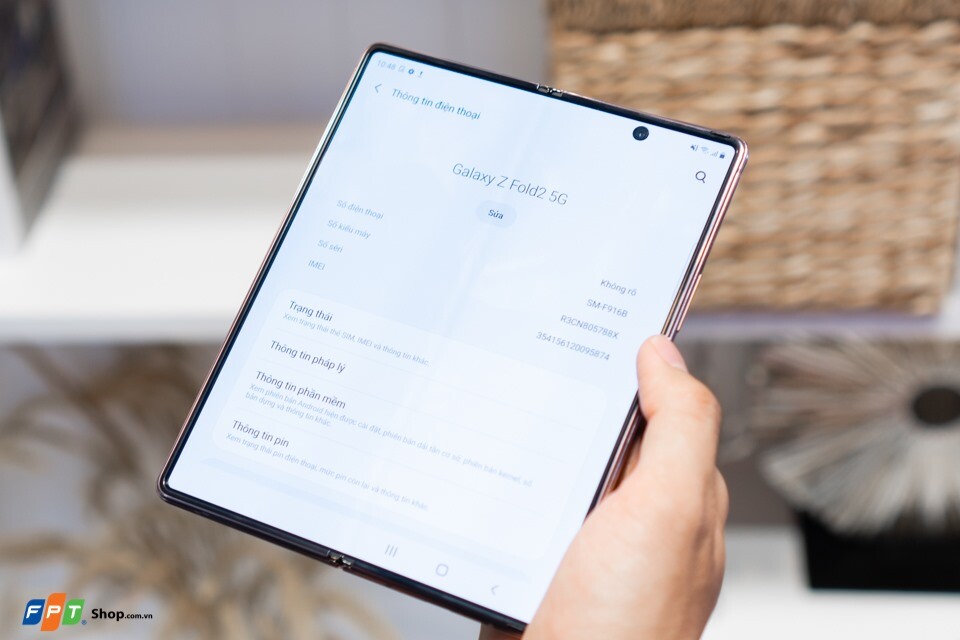 10:48
Thông tin điện thoại
Galaxy Z Fold2 5G
Sửa
Số điện thoại
Không rõ
Số kiểu máy
SM-F916B
Số sêri
R3CN805788X
IMEI
354156120095874
Trạng thái
Xem trạng thái thẻ SIM, IMEI và thông tin khác.
Thông tin pháp lý
Thông tin phần mềm
Xem phiên bản Android hiện được cài đặt, phiên bản dải tần cơ sở, phiên bản kernel, số
bản dựng và thông tin khác.
Thông tin pin
Xem trạng thái pin điện thoại, mức pin còn lại và thông tin khác.
FPT Shop.com.vn